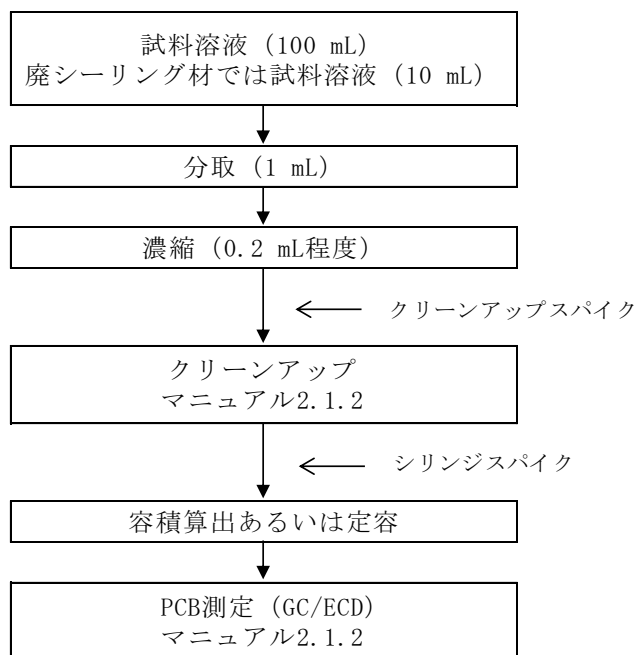 試料溶液 (100 mL)
廃シーリング材では試料溶液 (10 mL)
分取 (1 mL)
濃縮 (0.2 mL程度)
クリーンアップスパイク
クリーンアップ
マニュアル2.1.2
シリンジスパイク
容積算出あるいは定容
PCB測定 (GC/ECD)
マニュアル2.1.2